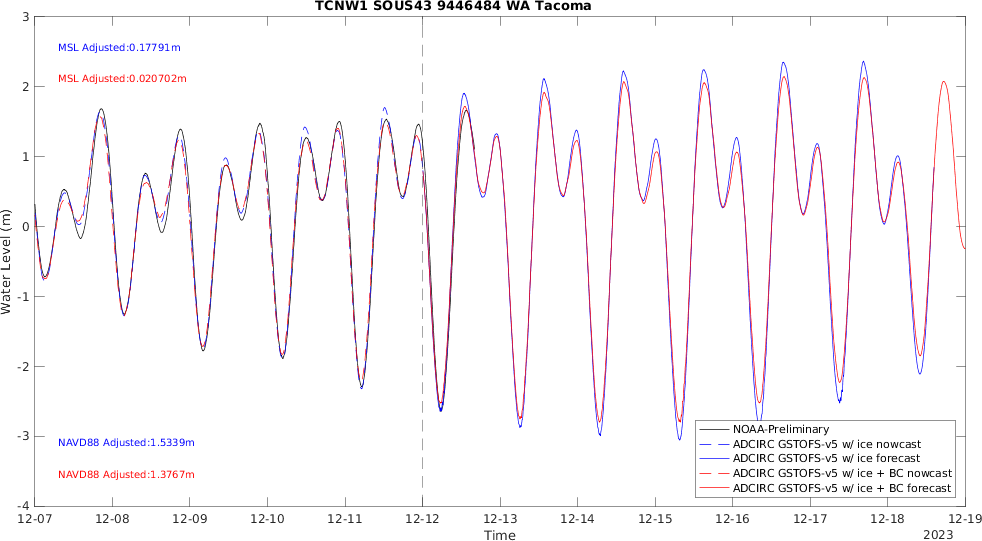 TCNW1 SOUS43 9446484 WA Tacoma
3
MSL Adjusted:0.17791m
MSL Adjusted:0.020702m
2
1
0
-1
-2
-3
-4
Water Level (m)
NAVD88 Adjusted:1.5339m
NAVD88 Adjusted:1.3767m
NOAA-Preliminary
ADCIRC GSTOFS-v5 w/ ice nowcast
ADCIRC GSTOFS-v5 w/ ice forecast
ADCIRC GSTOFS-v5 w/ ice + BC nowcast
ADCIRC GSTOFS-v5 w/ ice + BC forecast
12-07 12-08 12-09 12-10 12-11 12-12 12-13 12-14 12-15 12-16 12-17 12-18 12-19
Time
2023